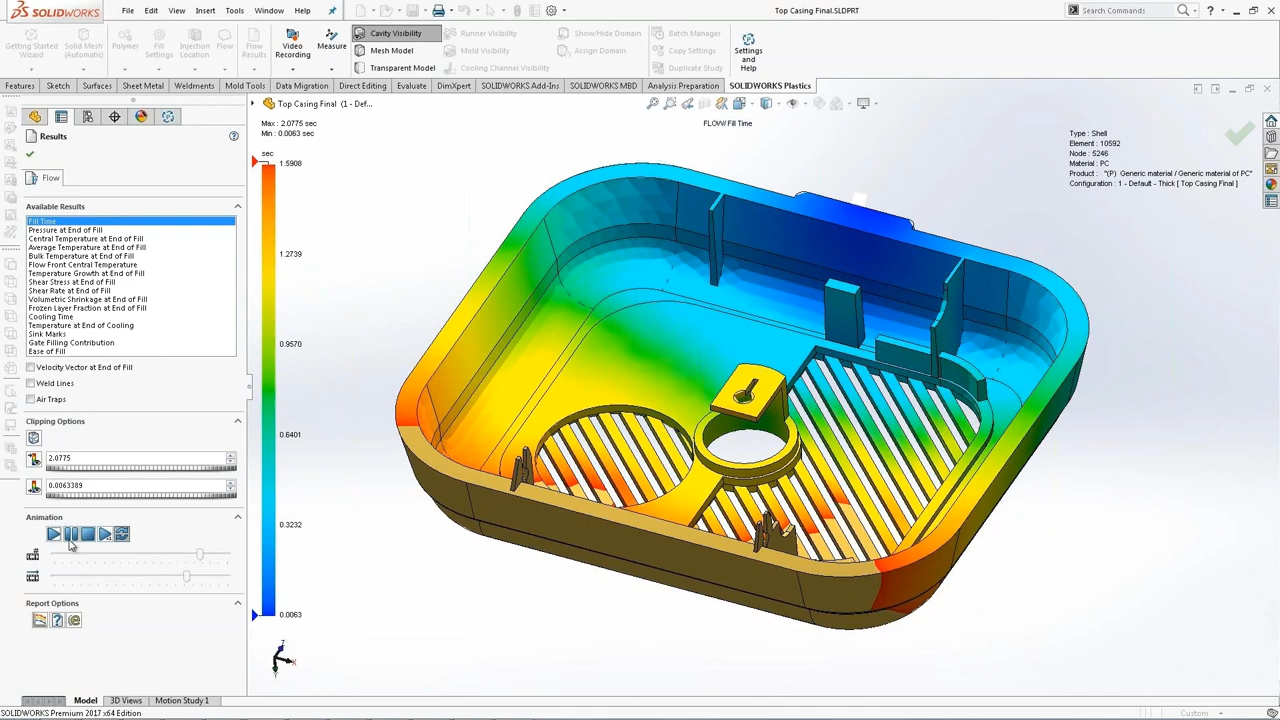 SOLIDWORKS File Edit View Insert Tools Window Help Top Casing Final.SLDPRT Search Commands
Getting Started Wizard
Solid Mesh (Automatic)
Polymer
Fill Settings
Injection Location
Flow
Flow Results
Video Recording
Measure
Cavity Visibility
Mesh Model
Transparent Model
Runner Visibility
Mold Visibility
Cooling Channel Visibility
Show/Hide Domain
Assign Domain
Batch Manager
Copy Settings
Duplicate Study
Settings and Help
Features Sketch Surfaces Sheet Metal Weldments Mold Tools Data Migration Direct Editing Evaluate DimXpert SOLIDWORKS Add-Ins SOLIDWORKS MBD Analysis Preparation SOLIDWORKS Plastics
Top Casing Final (1 - Def...
Results
Flow
Available Results
Fill Time
Pressure at End of Fill
Central Temperature at End of Fill
Average Temperature at End of Fill
Bulk Temperature at End of Fill
Flow Front Central Temperature
Temperature Growth at End of Fill
Shear Stress at End of Fill
Shear Rate at End of Fill
Volumetric Shrinkage at End of Fill
Frozen Layer Fraction at End of Fill
Cooling Time
Temperature at End of Cooling
Sink Marks
Gate Filling Contribution
Ease of Fill
Velocity Vector at End of Fill
Weld Lines
Air Traps
Clipping Options
2.0775
0.0063389
Animation
Report Options
Max : 2.0775 sec
Min : 0.0063 sec
sec
1.5908
1.2739
0.9570
0.6401
0.3232
0.0063
FLOW/ Fill Time
Type : Shell
Element : 10592
Node : 5246
Material : PC
Product : "(P) Generic material / Generic material of PC"
Configuration : 1 - Default - Thick [ Top Casing Final ]
Z
X
Y
Model 3D Views Motion Study 1
SOLIDWORKS Premium 2017 x64 Edition
Custom